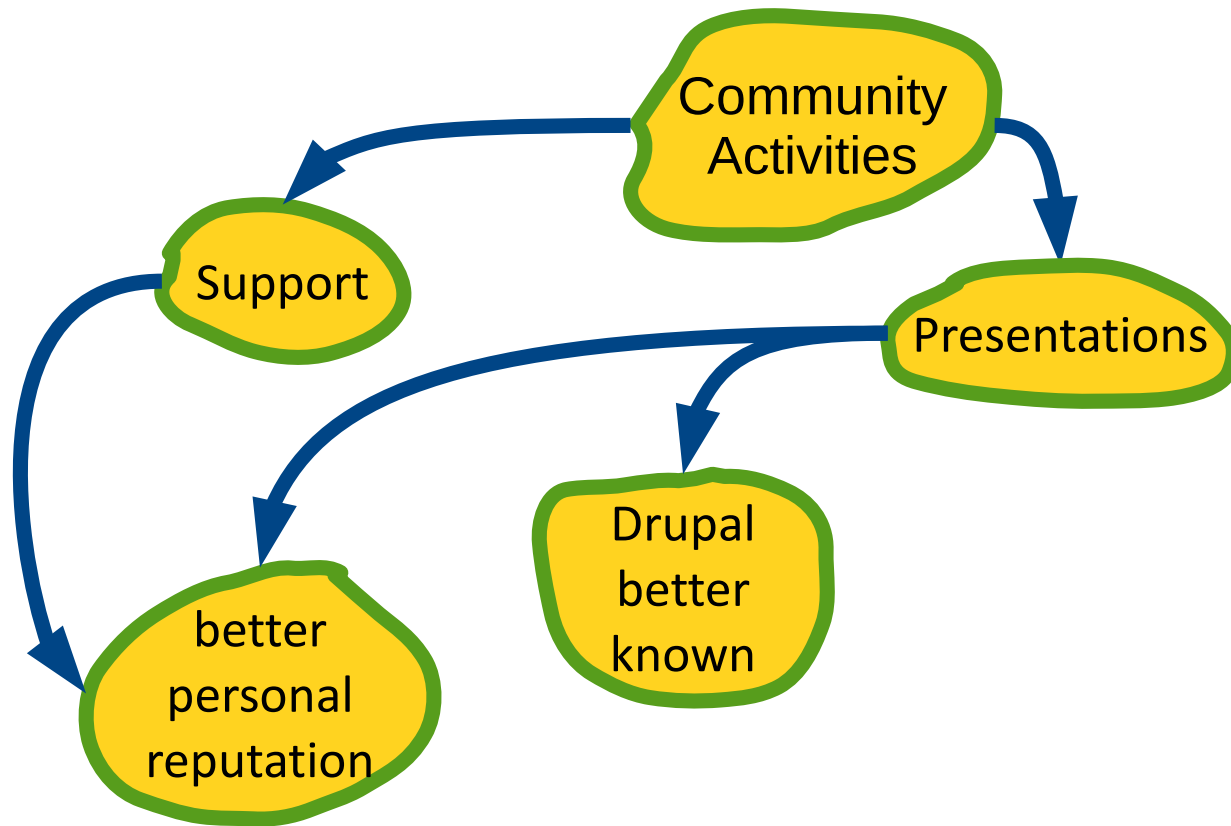 Community
Activities
Support
Presentations
Drupal
better
known
better
personal
reputation